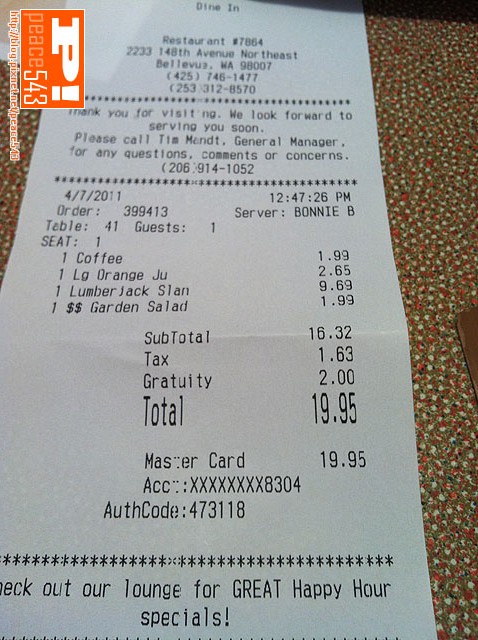 P!
peace543
Dine In
Restaurant #7864
2233 148th Avenue Northeast
Bellevue, WA 98007
(425) 746-1477
(253)312-8570
********************************************
Thank you for visiting. We look forward to
serving you soon.
Please call Tim Mandt, General Manager,
for any questions, comments or concerns.
(206)914-1052
********************************************
4/7/2011 12:47:26 PM
Order: 399413 Server: BONNIE B
Table: 41 Guests: 1
SEAT: 1
1 Coffee 1.99
1 Lg Orange Ju 2.65
1 Lumberjack Slan 9.69
1 $$ Garden Salad 1.99
SubTotal 16.32
Tax 1.63
Gratuity 2.00
Total 19.95
Master Card 19.95
Acct:XXXXXXXX8304
AuthCode:473118
****************************************
heck out our lounge for GREAT Happy Hour
specials!